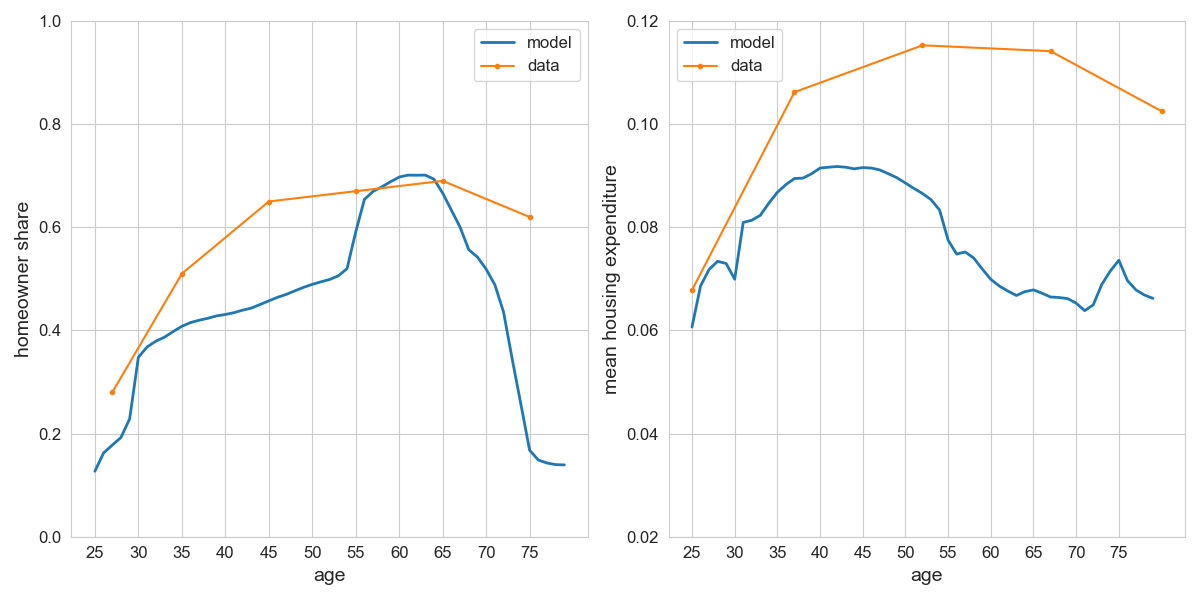 homeowner share
1.0
0.8
0.6
0.4
0.2
0.0
model
data
25 30 35 40 45 50 55 60 65 70 75
age
mean housing expenditure
0.12
0.10
0.08
0.06
0.04
0.02
model
data
25 30 35 40 45 50 55 60 65 70 75
age